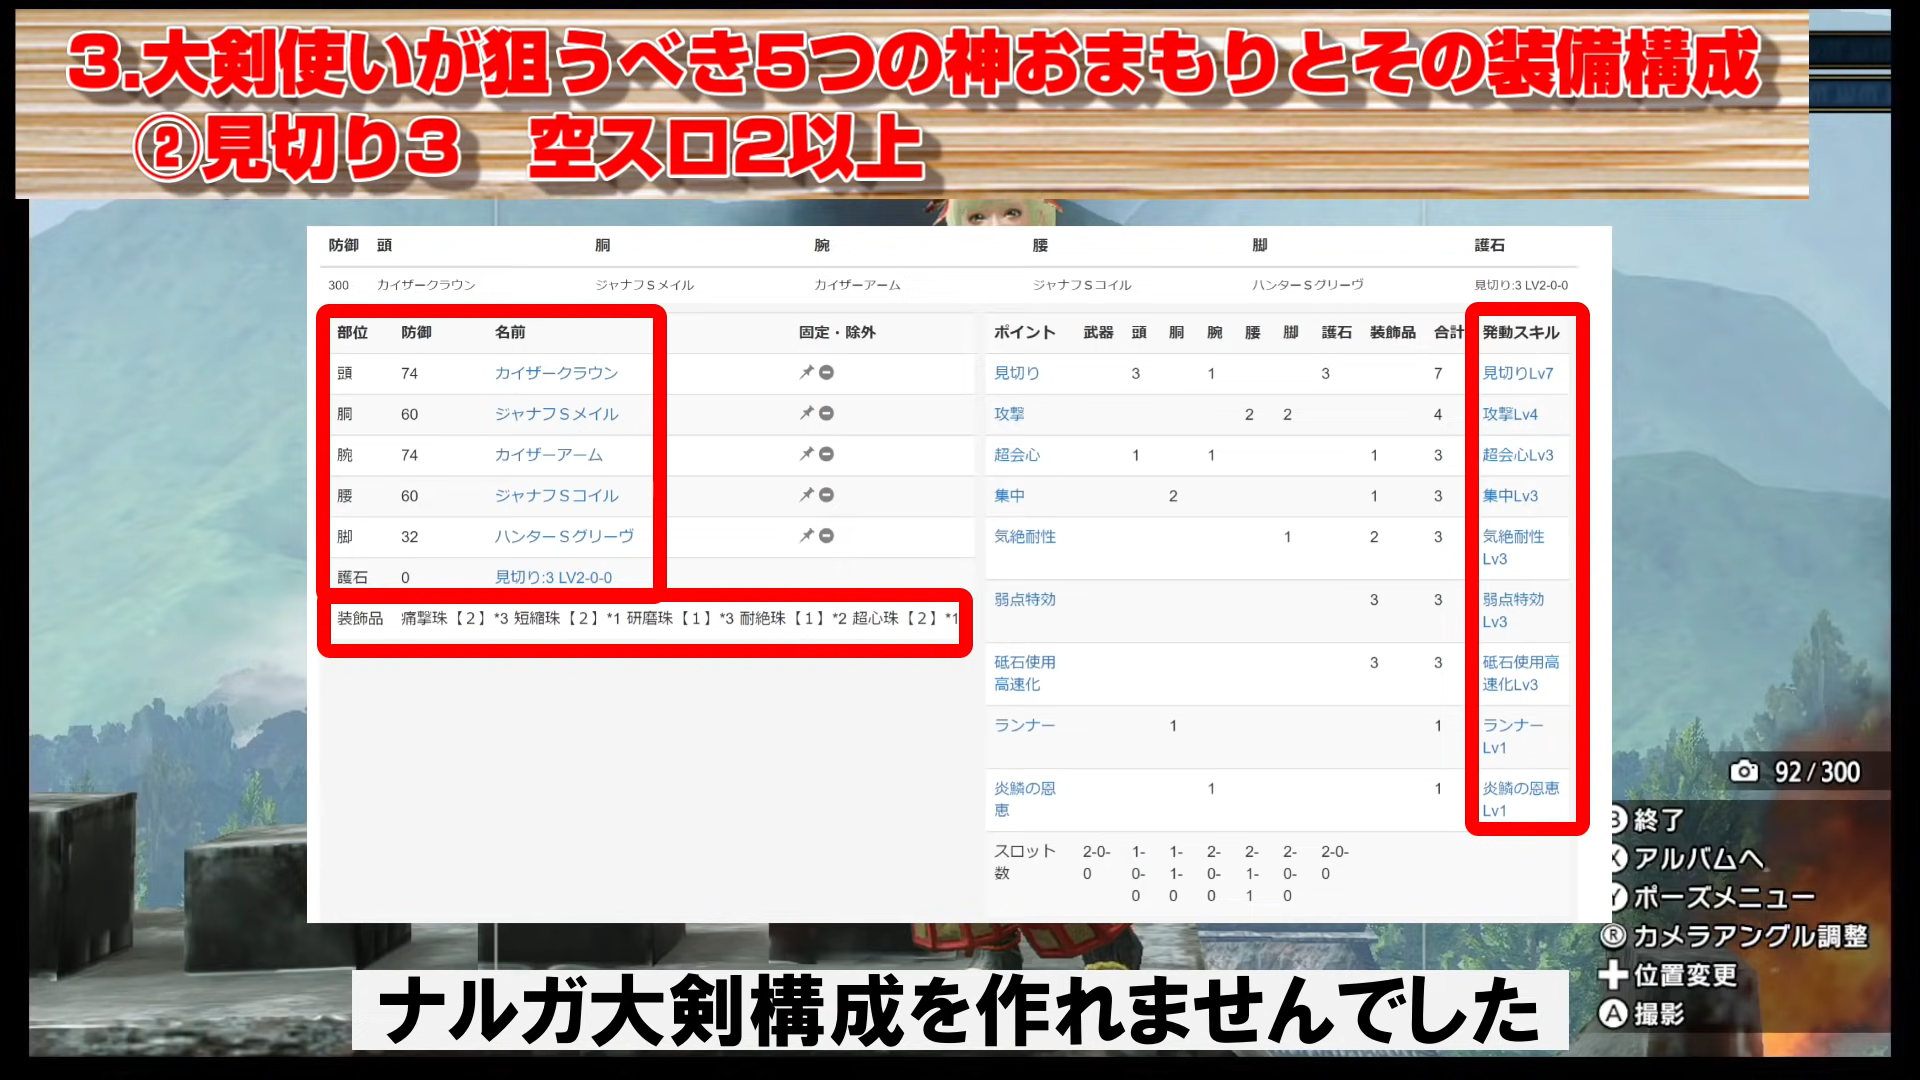 3.大剣使いが狙うべき5つの神おまもりとその装備構成
②見切り3 空スロ2以上
防御 頭 胴 腕 腰 脚 護石
300 カイザークラウン ジャナフSメイル カイザーアーム ジャナフSコイル ハンターSグリーヴ 見切り:3 LV2-0-0
部位 防御 名前 固定・除外
頭 74 カイザークラウン
胴 60 ジャナフSメイル
腕 74 カイザーアーム
腰 60 ジャナフSコイル
脚 32 ハンターSグリーヴ
護石 0 見切り:3 LV2-0-0
装飾品 痛撃珠【2】*3 短縮珠【2】*1 研磨珠【1】*3 耐絶珠【1】*2 超心珠【2】*1
ポイント 武器 頭 胴 腕 腰 脚 護石 装飾品 合計 発動スキル
見切り 3 1 3 7 見切りLv7
攻撃 2 2 4 攻撃Lv4
超会心 1 1 1 3 超会心Lv3
集中 2 1 3 集中Lv3
気絶耐性 1 2 3 気絶耐性
Lv3
弱点特効 3 3 弱点特効
Lv3
砥石使用 3 3 砥石使用高
高速化 速化Lv3
ランナー 1 1 ランナー
Lv1
炎鱗の恩 1 1 炎鱗の恩恵
恵 Lv1
スロット 2-0- 1- 1- 2- 2- 2- 2-0-
数 0 0- 1- 0- 1- 0- 0
0 0 0 1 0
92/300
B終了
Xアルバムへ
Yポーズメニュー
Rカメラアングル調整
位置変更
A撮影
ナルガ大剣構成を作れませんでした